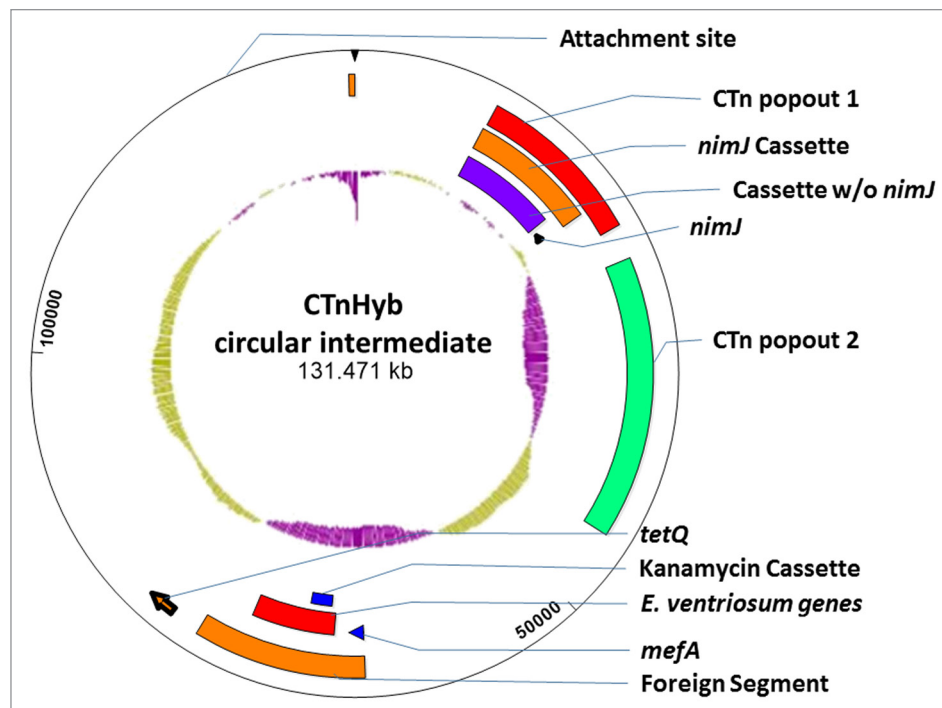 Attachment site
CTn popout 1
nimJ Cassette
Cassette w/o nimJ
nimJ
100000
CTnHyb
circular intermediate
131.471 kb
CTn popout 2
tetQ
Kanamycin Cassette
50000
E. ventriosum genes
mefA
Foreign Segment